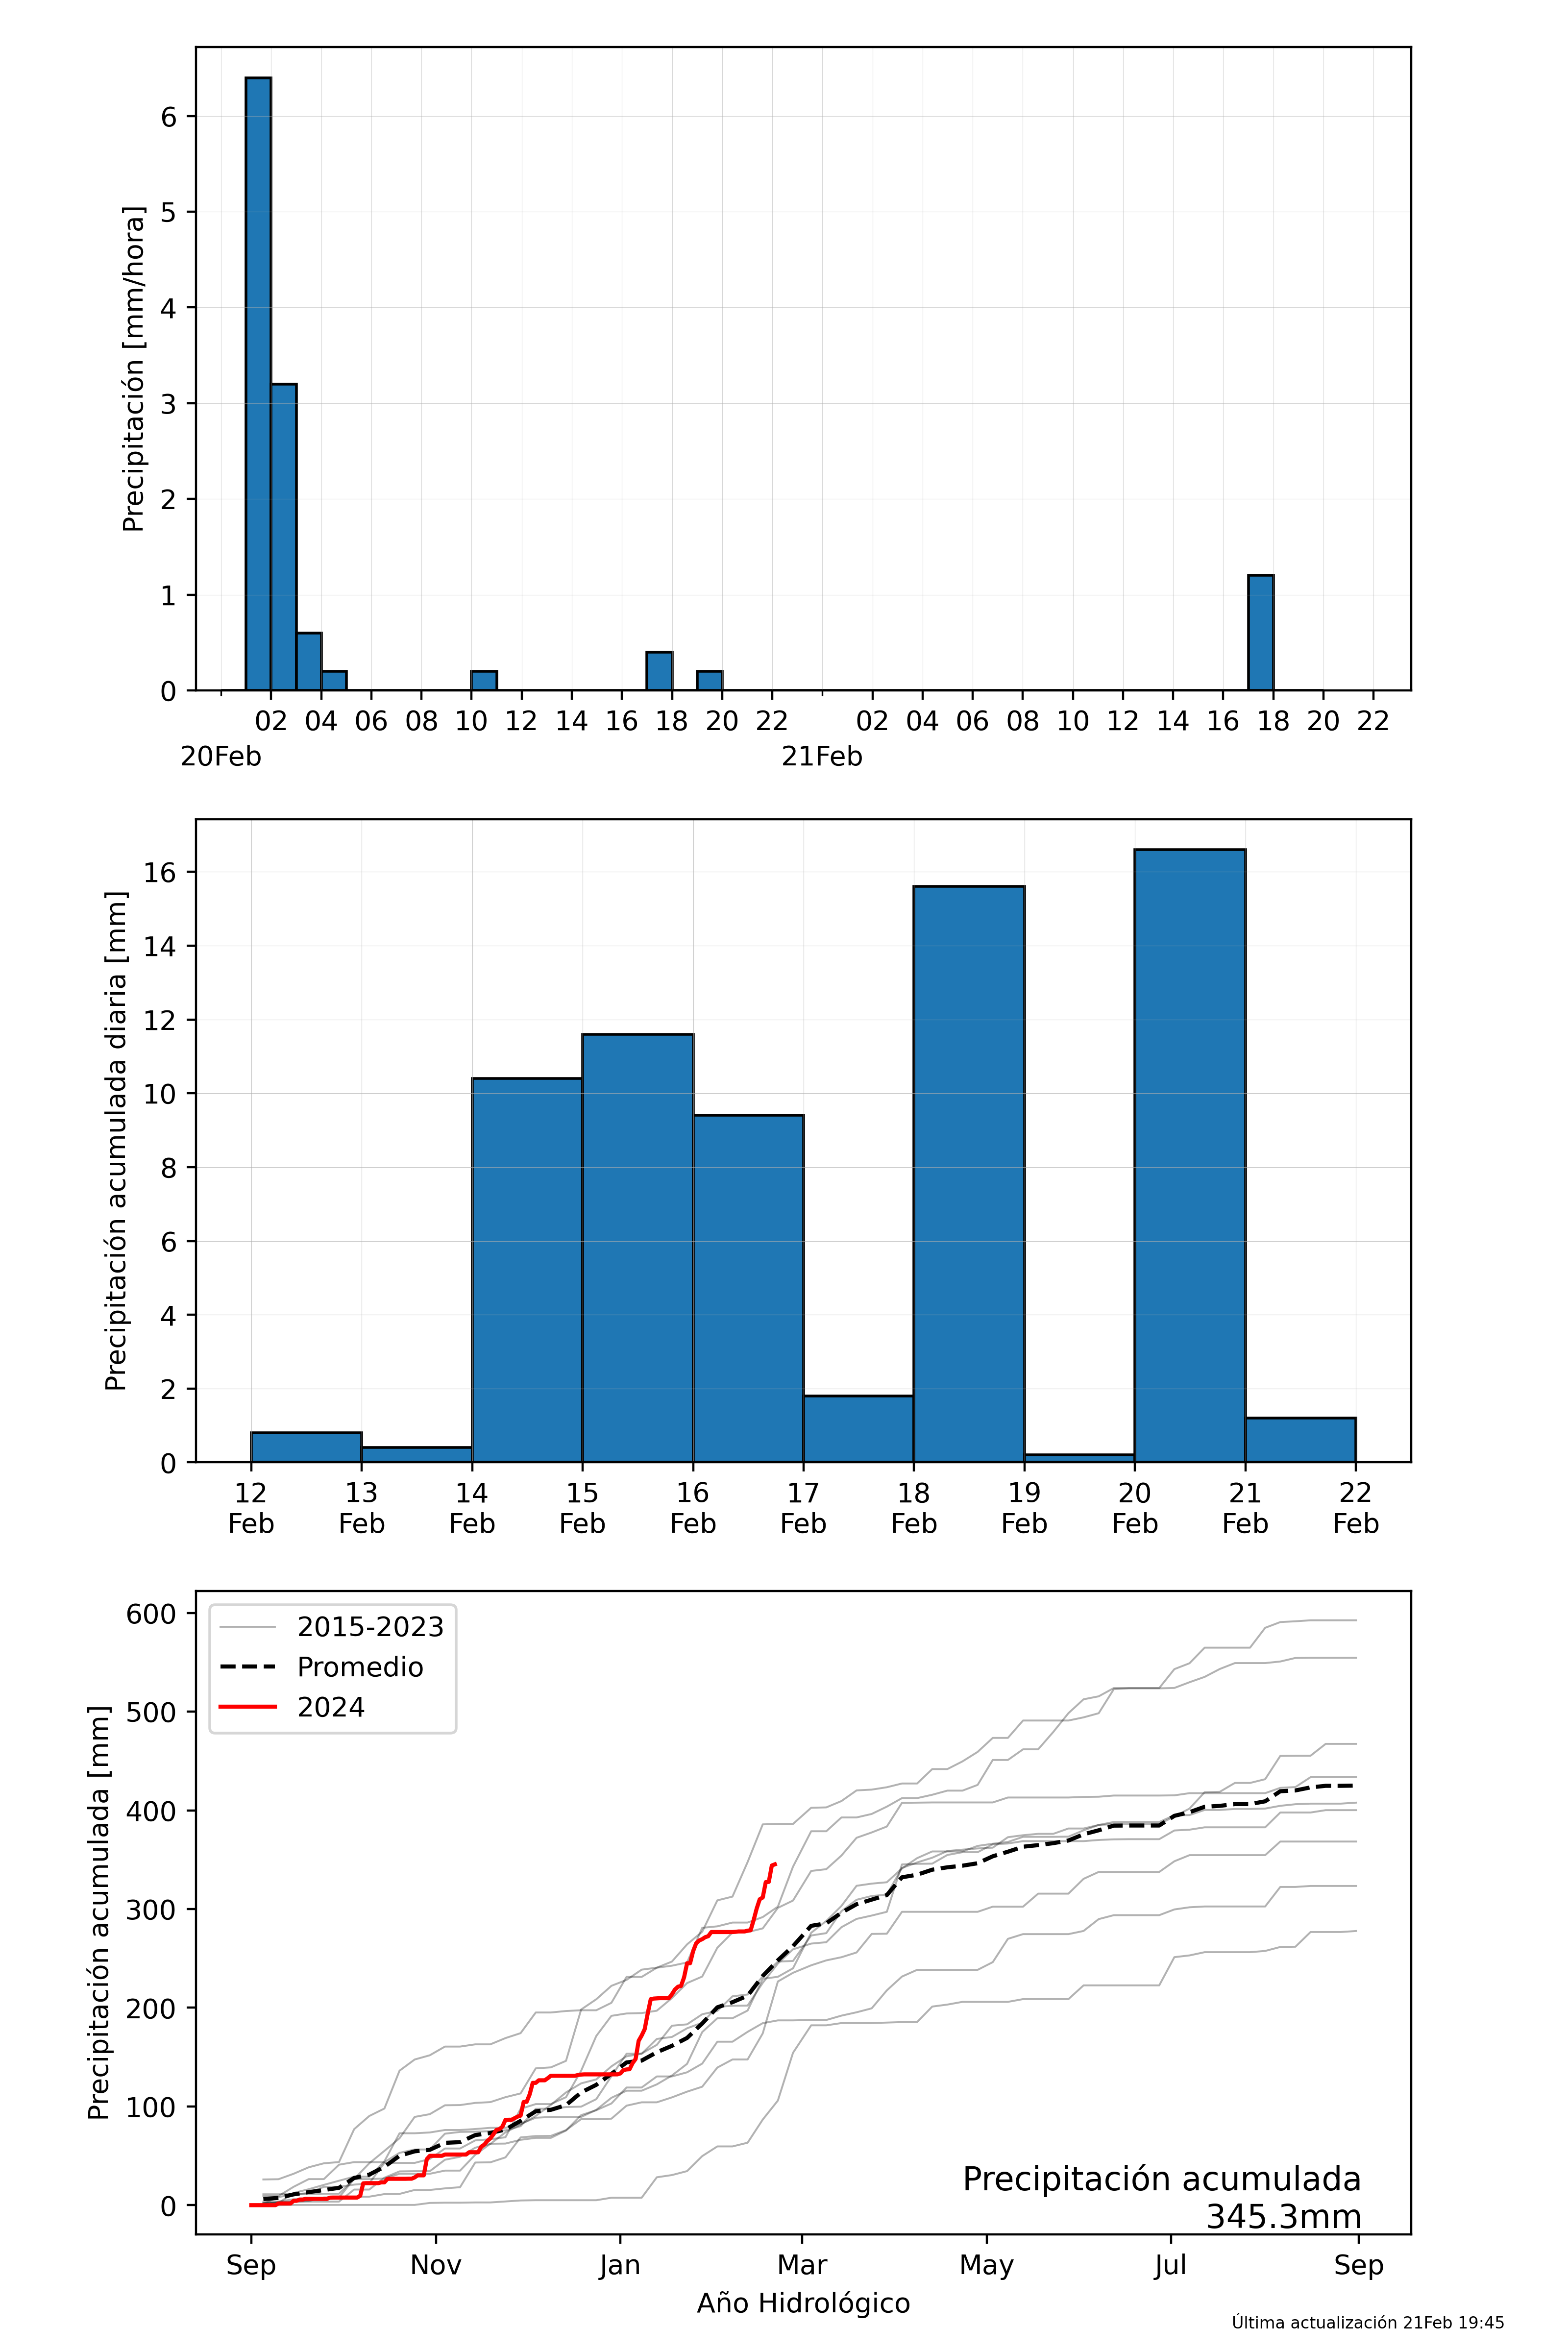 Precipitación [mm/hora]
6
5
4
3
2
1
0
02 04 06 08 10 12 14 16 18 20 22 02 04 06 08 10 12 14 16 18 20 22
20Feb 21Feb
Precipitación acumulada diaria [mm]
16
14
12
10
8
6
4
2
0
12 13 14 15 16 17 18 19 20 21 22
Feb Feb Feb Feb Feb Feb Feb Feb Feb Feb Feb
Precipitación acumulada [mm]
600
500
400
300
200
100
0
2015-2023
Promedio
2024
Precipitación acumulada
345.3mm
Sep Nov Jan Mar May Jul Sep
Año Hidrológico
Última actualización 21Feb 19:45